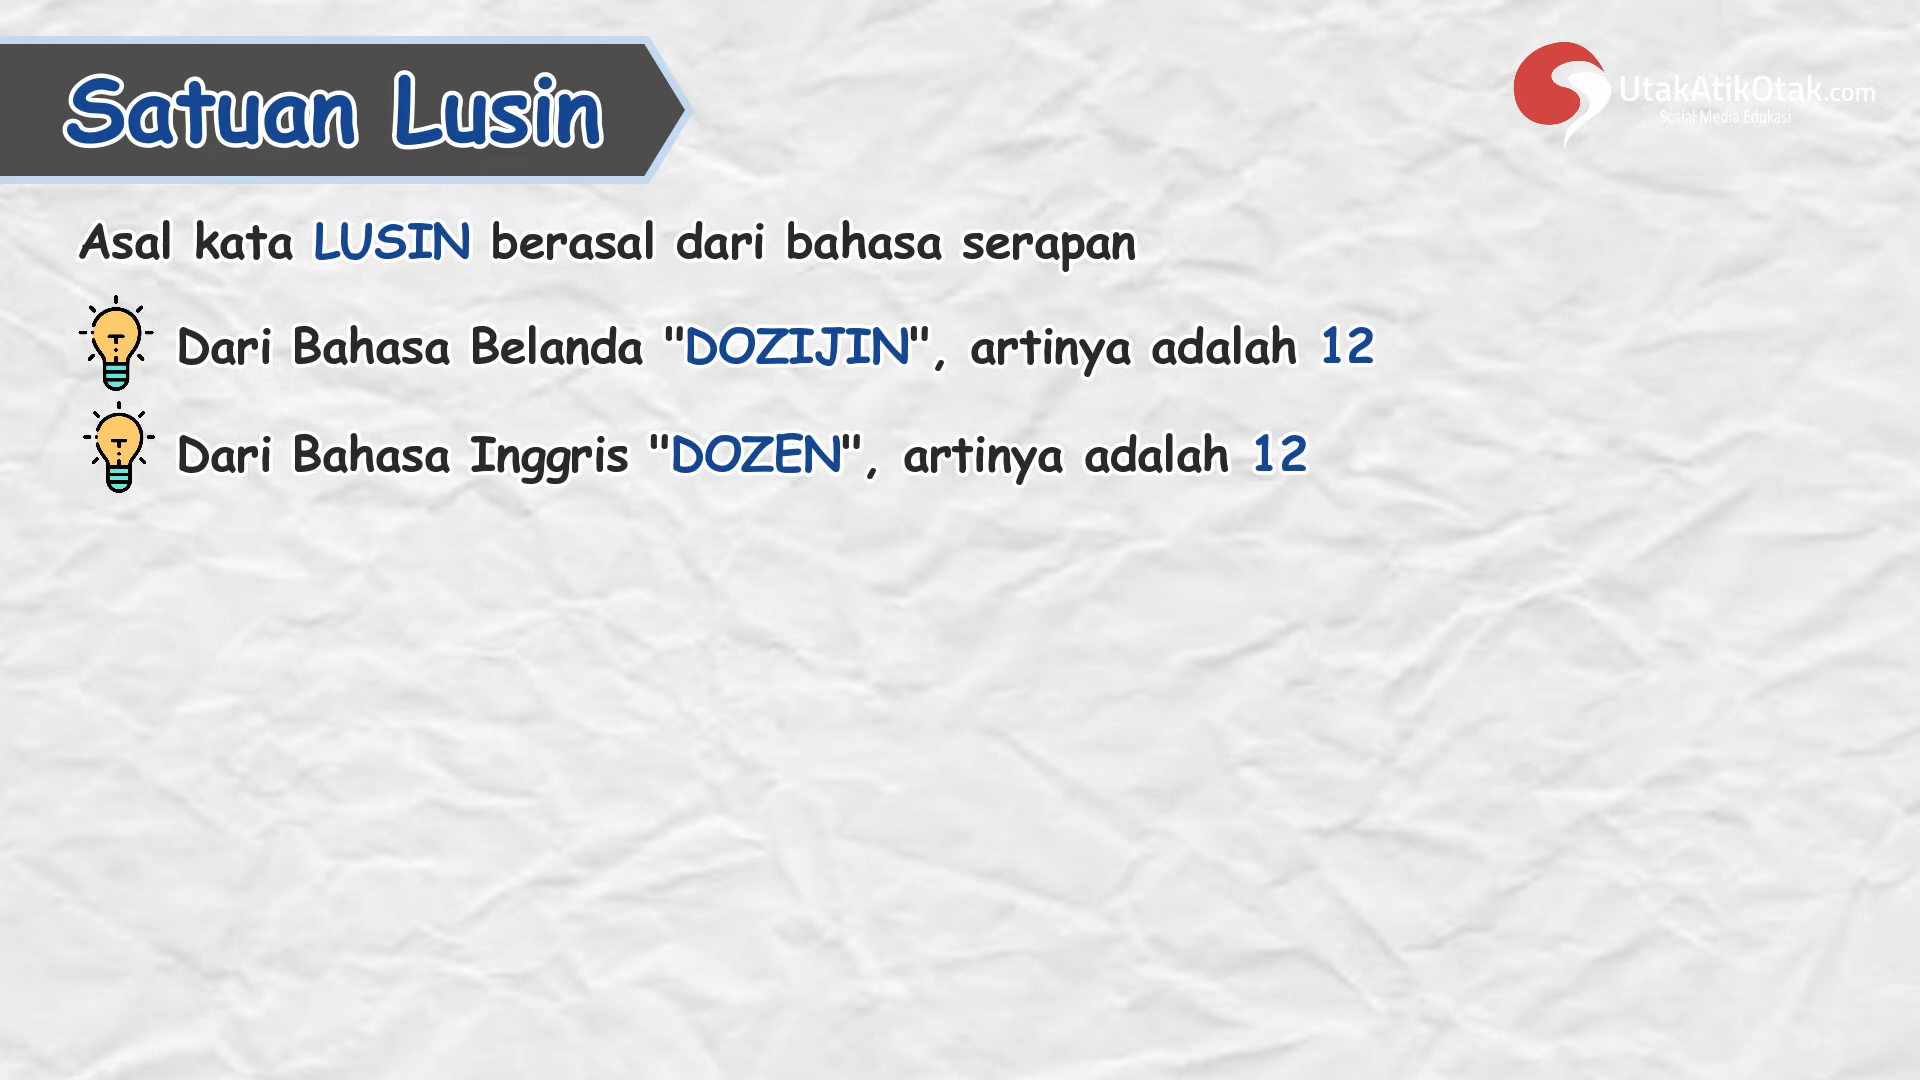 Satuan Lusin
UtakAtikOtak.com
Sosial Media Edukasi
Asal kata LUSIN berasal dari bahasa serapan
Dari Bahasa Belanda "DOZIJIN", artinya adalah 12
Dari Bahasa Inggris "DOZEN", artinya adalah 12